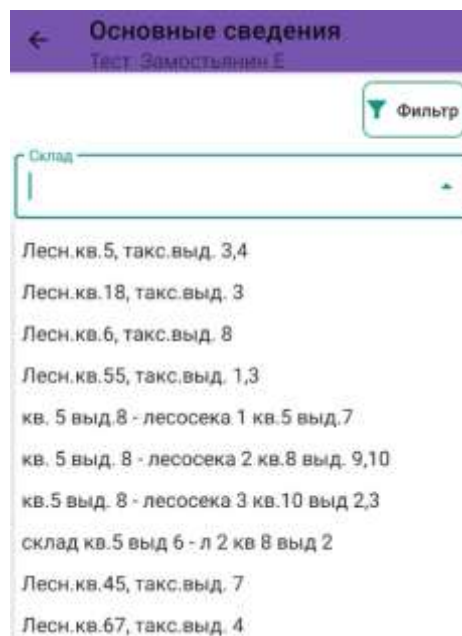 Основные сведения
Тест Замостьянин Е
Фильтр
Склад
Лесн.кв.5, такс.выд. 3,4
Лесн.кв.18, такс.выд. 3
Лесн.кв.6, такс.выд. 8
Лесн.кв.55, такс.выд. 1,3
кв. 5 выд.8 - лесосека 1 кв.5 выд.7
кв. 5 выд. 8 - лесосека 2 кв.8 выд. 9,10
кв.5 выд. 8 - лесосека 3 кв.10 выд 2,3
склад кв.5 выд 6 - л 2 кв 8 выд 2
Лесн.кв.45, такс.выд. 7
Лесн.кв.67, такс.выд. 4